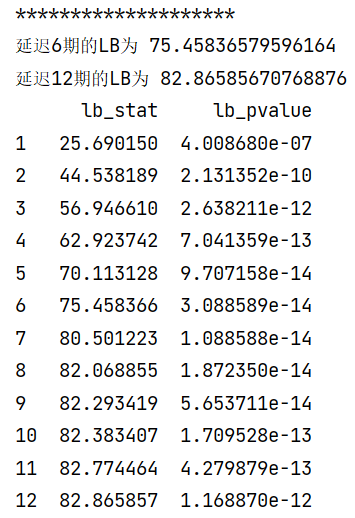 ********************
延迟6期的LB为 75.45836579596164
延迟12期的LB为 82.86585670768876
lb_stat lb_pvalue
1 25.690150 4.008680e-07
2 44.538189 2.131352e-10
3 56.946610 2.638211e-12
4 62.923742 7.041359e-13
5 70.113128 9.707158e-14
6 75.458366 3.088589e-14
7 80.501223 1.088588e-14
8 82.068855 1.872350e-14
9 82.293419 5.653711e-14
10 82.383407 1.709528e-13
11 82.774464 4.279879e-13
12 82.865857 1.168870e-12